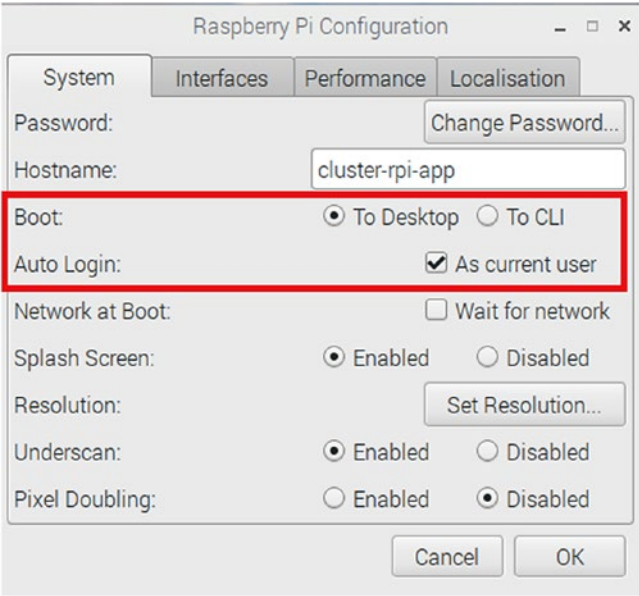 Raspberry Pi Configuration
System Interfaces Performance Localisation
Password: Change Password...
Hostname: cluster-rpi-app
Boot: To Desktop To CLI
Auto Login: As current user
Network at Boot: Wait for network
Splash Screen: Enabled Disabled
Resolution: Set Resolution...
Underscan: Enabled Disabled
Pixel Doubling: Enabled Disabled
Cancel OK